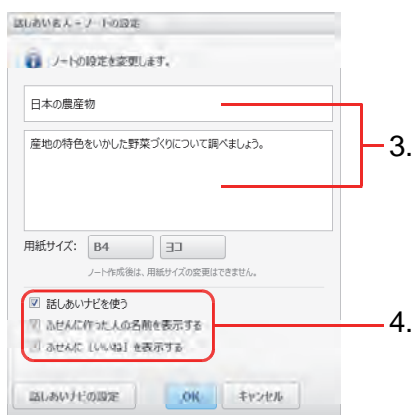 話しあい名人 - ノートの設定
ノートの設定を変更します。
日本の農産物
産地の特色をいかした野菜づくりについて調べましょう。
3.
用紙サイズ: B4 ヨコ
ノート作成後は、用紙サイズの変更はできません。
話しあいナビを使う
ふせんに作った人の名前を表示する
ふせんに［いいね］を表示する
4.
話しあいナビの設定 OK キャンセル